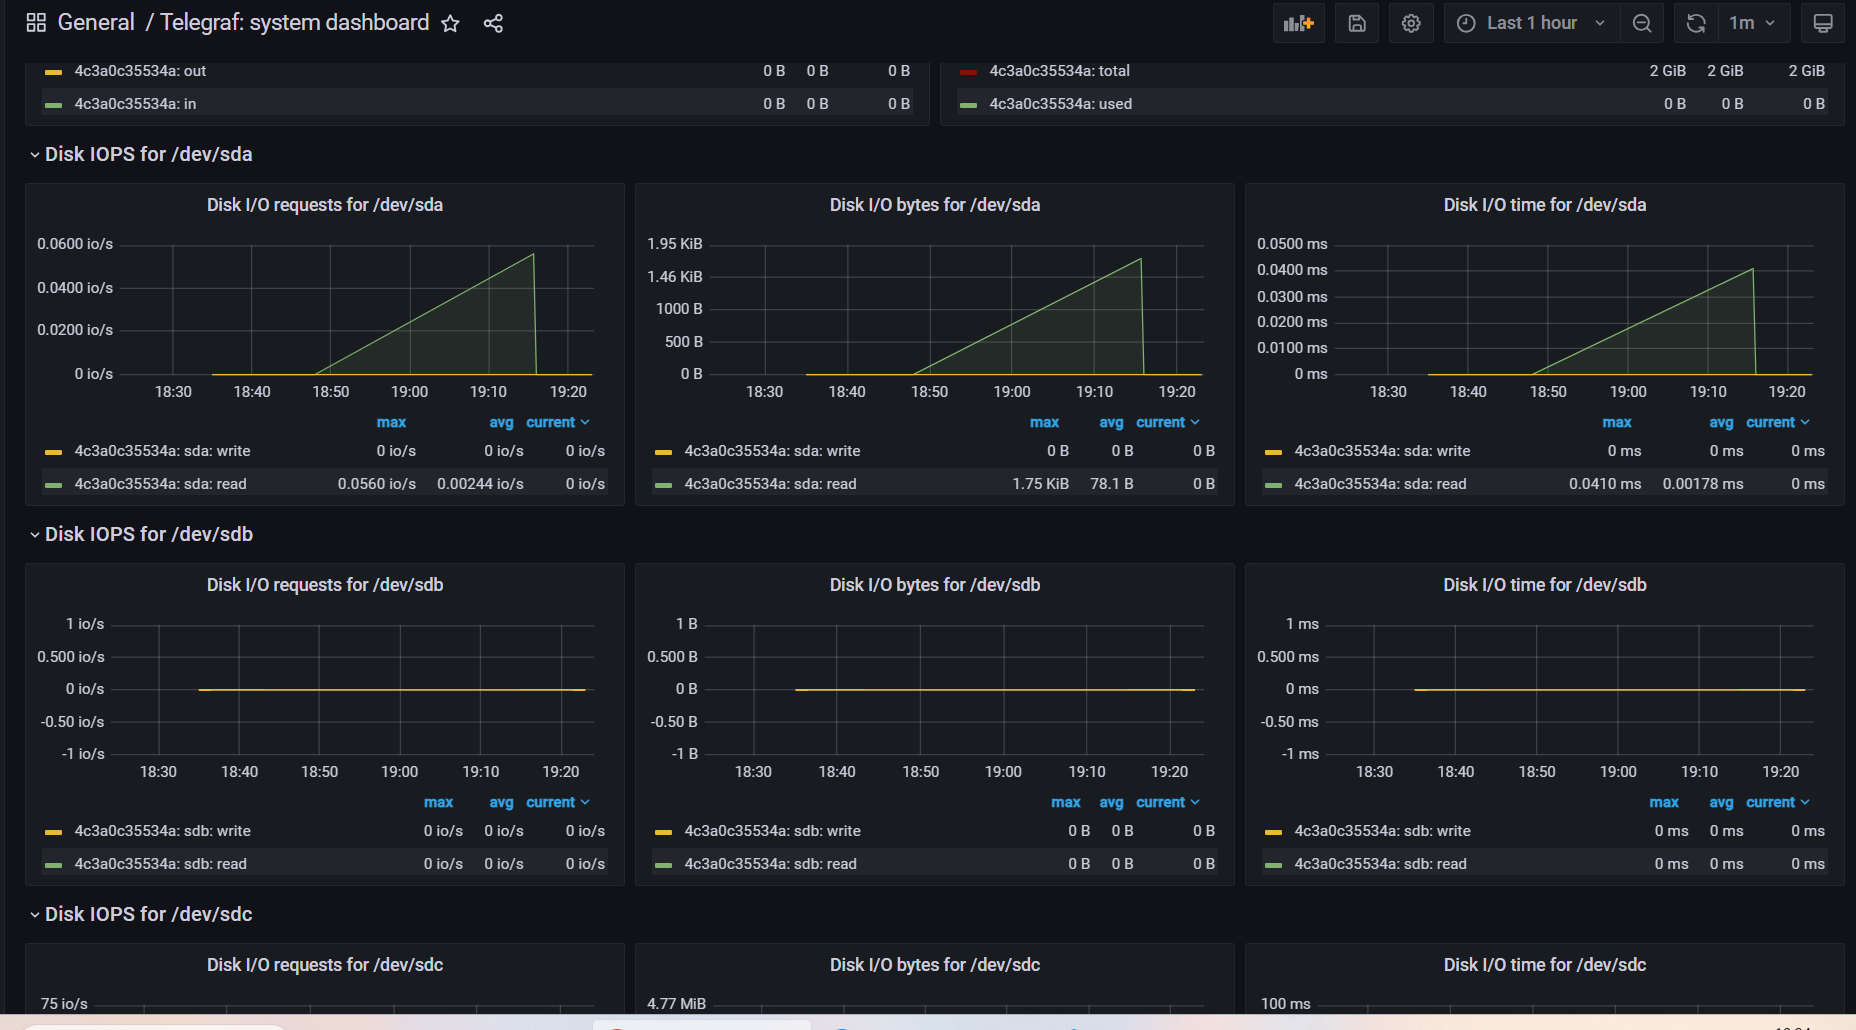 General / Telegraf: system dashboard
Last 1 hour
1m
4c3a0c35534a: out 0 B 0 B 0 B
4c3a0c35534a: in 0 B 0 B 0 B
4c3a0c35534a: total 2 GiB 2 GiB 2 GiB
4c3a0c35534a: used 0 B 0 B 0 B
Disk IOPS for /dev/sda
Disk I/O requests for /dev/sda
0.0600 io/s
0.0400 io/s
0.0200 io/s
0 io/s
18:30 18:40 18:50 19:00 19:10 19:20
max avg current
4c3a0c35534a: sda: write 0 io/s 0 io/s 0 io/s
4c3a0c35534a: sda: read 0.0560 io/s 0.00244 io/s 0 io/s
Disk I/O bytes for /dev/sda
1.95 KiB
1.46 KiB
1000 B
500 B
0 B
18:30 18:40 18:50 19:00 19:10 19:20
max avg current
4c3a0c35534a: sda: write 0 B 0 B 0 B
4c3a0c35534a: sda: read 1.75 KiB 78.1 B 0 B
Disk I/O time for /dev/sda
0.0500 ms
0.0400 ms
0.0300 ms
0.0200 ms
0.0100 ms
0 ms
18:30 18:40 18:50 19:00 19:10 19:20
max avg current
4c3a0c35534a: sda: write 0 ms 0 ms 0 ms
4c3a0c35534a: sda: read 0.0410 ms 0.00178 ms 0 ms
Disk IOPS for /dev/sdb
Disk I/O requests for /dev/sdb
1 io/s
0.500 io/s
0 io/s
-0.50 io/s
-1 io/s
18:30 18:40 18:50 19:00 19:10 19:20
max avg current
4c3a0c35534a: sdb: write 0 io/s 0 io/s 0 io/s
4c3a0c35534a: sdb: read 0 io/s 0 io/s 0 io/s
Disk I/O bytes for /dev/sdb
1 B
0.500 B
0 B
-0.50 B
-1 B
18:30 18:40 18:50 19:00 19:10 19:20
max avg current
4c3a0c35534a: sdb: write 0 B 0 B 0 B
4c3a0c35534a: sdb: read 0 B 0 B 0 B
Disk I/O time for /dev/sdb
1 ms
0.500 ms
0 ms
-0.50 ms
-1 ms
18:30 18:40 18:50 19:00 19:10 19:20
max avg current
4c3a0c35534a: sdb: write 0 ms 0 ms 0 ms
4c3a0c35534a: sdb: read 0 ms 0 ms 0 ms
Disk IOPS for /dev/sdc
Disk I/O requests for /dev/sdc
75 io/s
Disk I/O bytes for /dev/sdc
4.77 MiB
Disk I/O time for /dev/sdc
100 ms